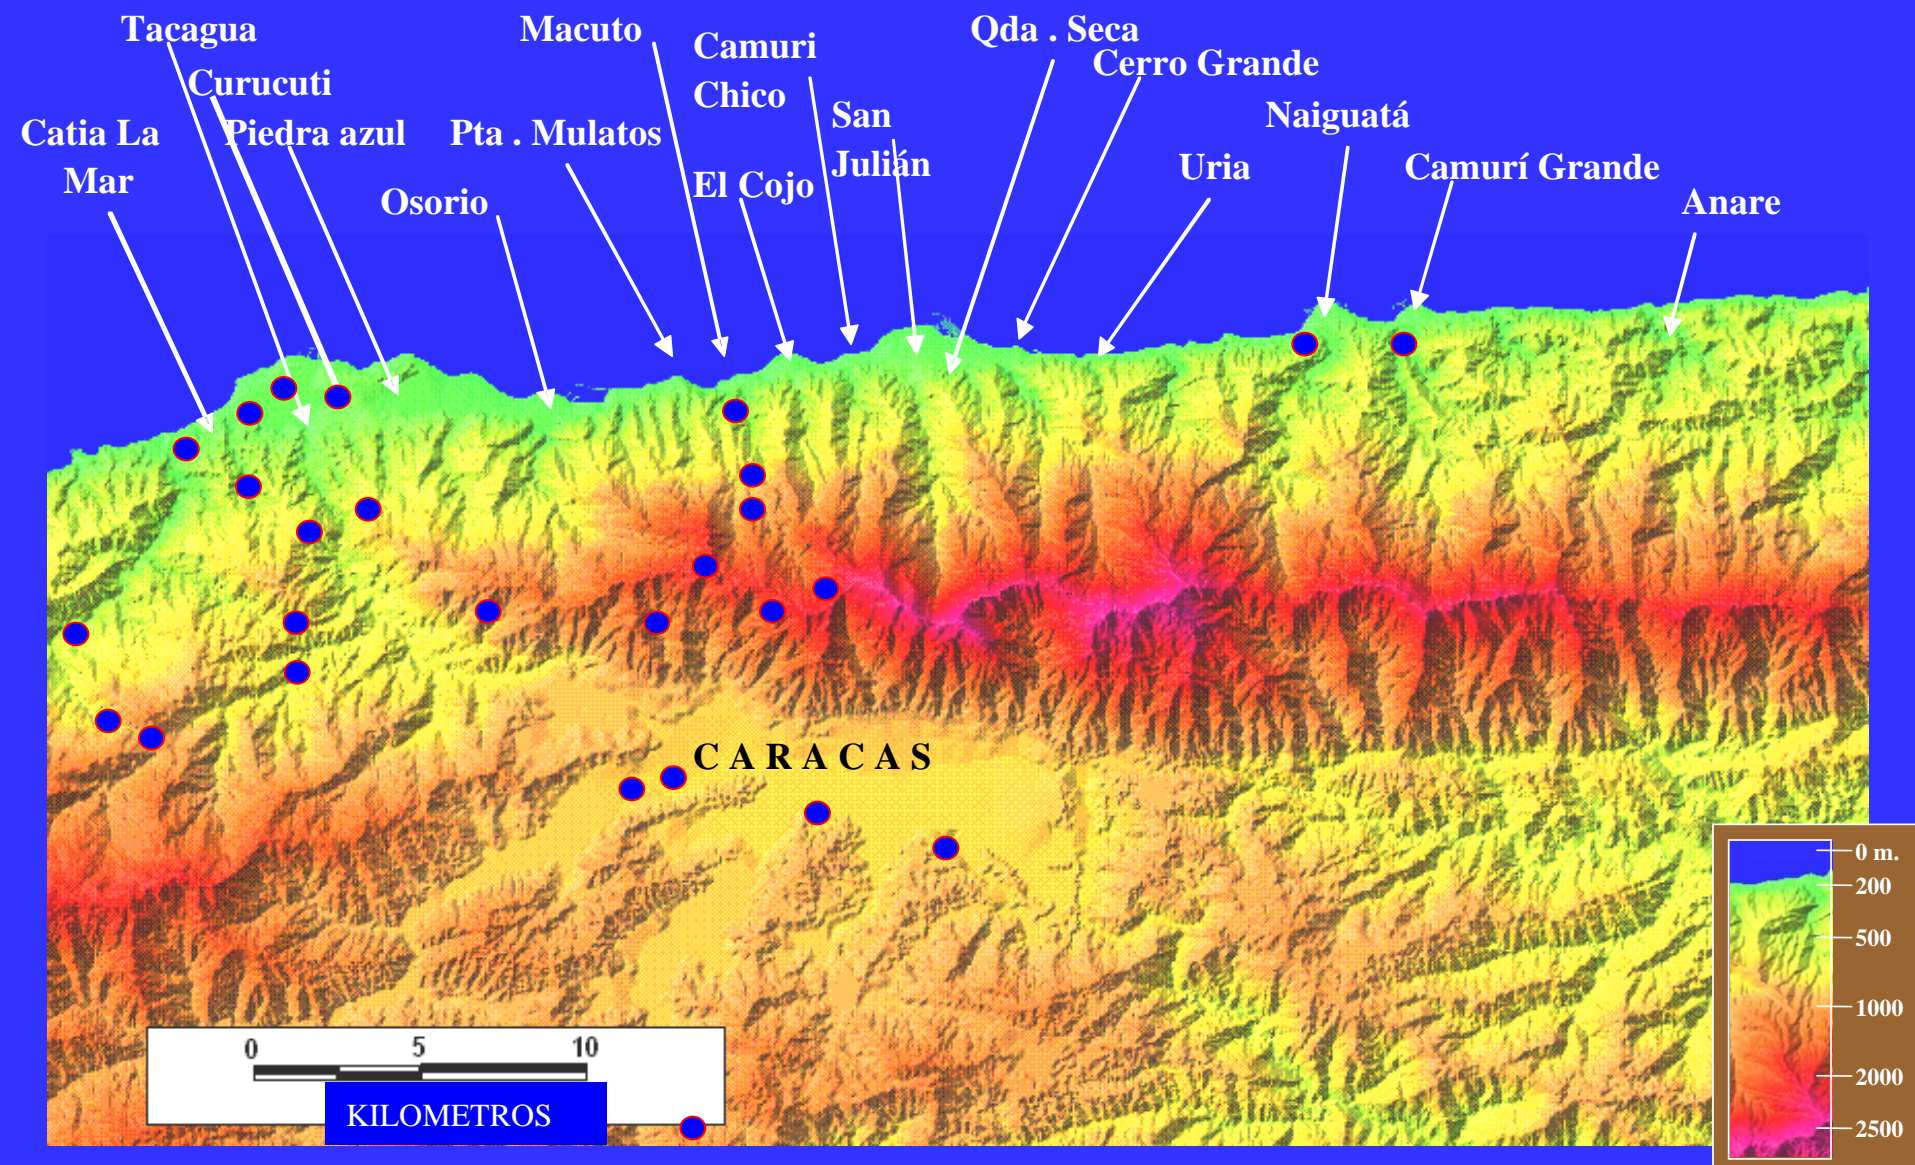 Tacagua
Macuto
Qda . Seca
Camuri
Chico
Cerro Grande
Curucuti
Naiguatá
San
Julián
Catia La
Mar
Piedra azul
Pta . Mulatos
Uria
Camurí Grande
El Cojo
Osorio
Anare
C A R A C A S
0 m.
200
500
1000
2000
2500
0 5 10
KILOMETROS